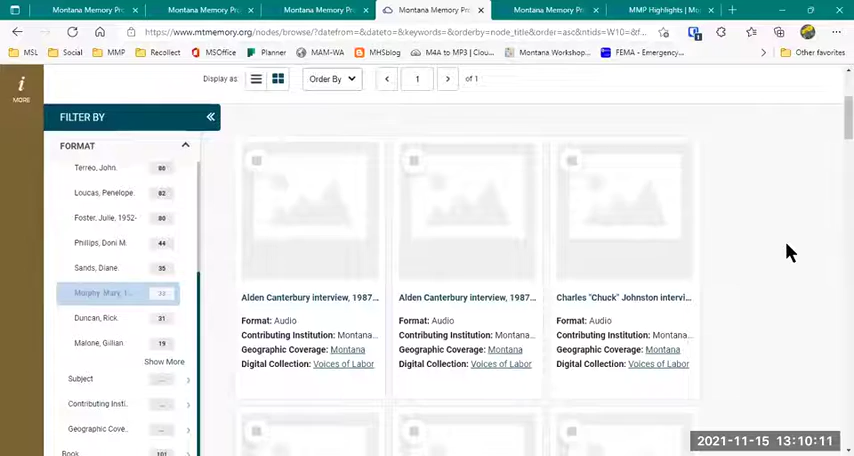 Montana Memory Pro
Montana Memory Pro
Montana Memory Pro
Montana Memory Pro
Montana Memory Pro
MMP Highlights | Mo
https://www.mtmemory.org/nodes/browse/?datefrom=&dateto=&keywords=&orderby=node_title&order=asc&ntids=W10=&f...
MSL
Sources
MMP
Recollect
MSOffice
Planner
MAM-WA
MHSblog
M4A to MP3 | Clou...
Montana Workshop...
FEMA - Emergency...
Other favorites
i
MORE
Display as:
Order By
1
of 1
FILTER BY
FORMAT
Terreo, John. 88
Loucas, Penelope. 82
Foster, Julie, 1952- 80
Phillips, Doni M. 44
Sands, Diane. 35
Murphy, Mary, 1... 33
Duncan, Rick. 31
Malone, Gillian 19
Show More
Subject ...
Contributing Insti.. ...
Geographic Cove.. ...
Book 101
Alden Canterbury interview, 1987...
Format: Audio
Contributing Institution: Montana...
Geographic Coverage: Montana
Digital Collection: Voices of Labor
Alden Canterbury interview, 1987...
Format: Audio
Contributing Institution: Montana...
Geographic Coverage: Montana
Digital Collection: Voices of Labor
Charles "Chuck" Johnston intervi...
Format: Audio
Contributing Institution: Montana...
Geographic Coverage: Montana
Digital Collection: Voices of Labor
2021-11-15 13:10:11